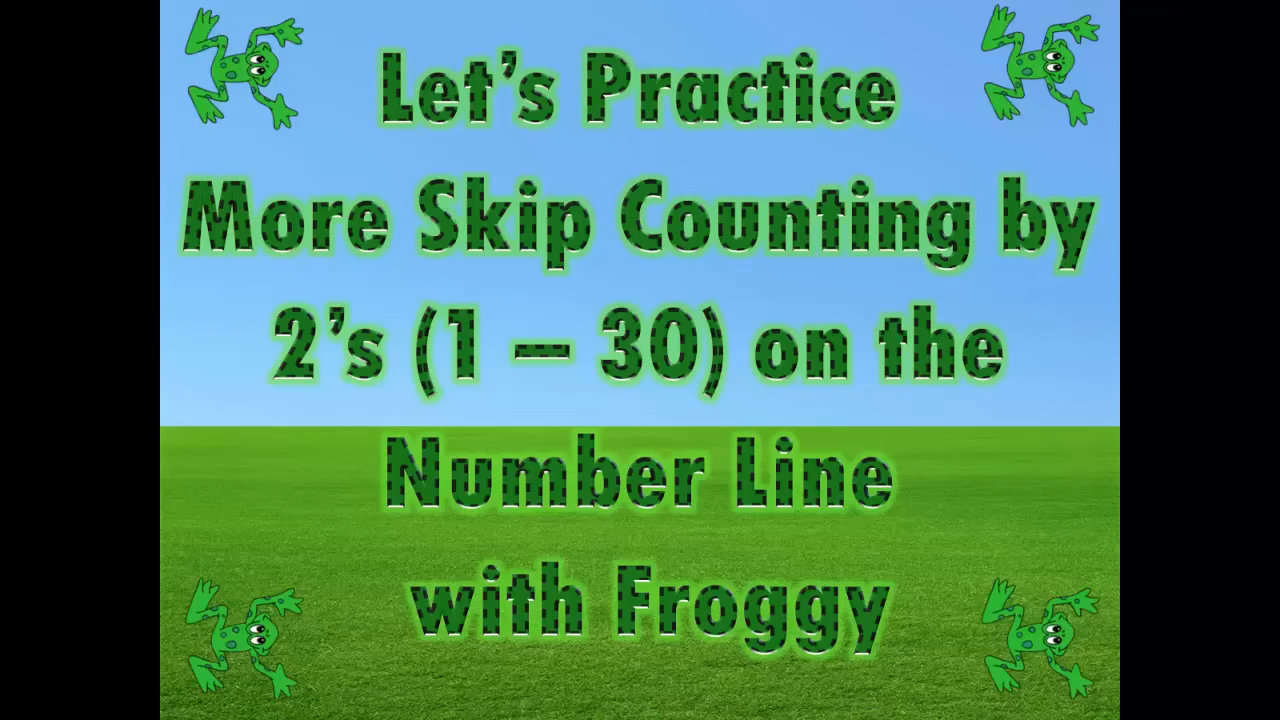 Let’s Practice
More Skip Counting by
2’s (1 – 30) on the
Number Line
with Froggy